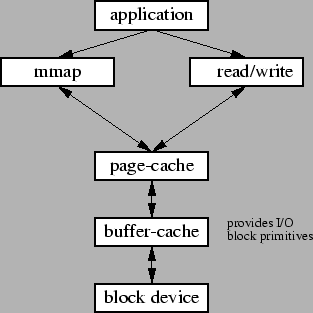 application
mmap
read/write
page-cache
buffer-cache
provides I/O
block primitives
block device